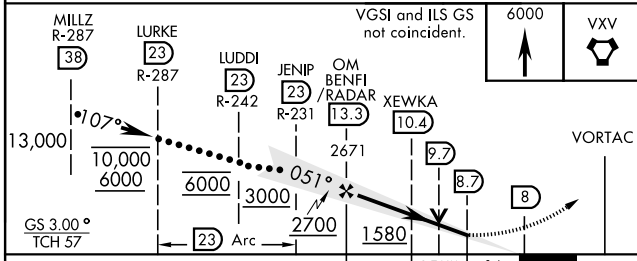 MILLZ
R-287
38
LURKE
23
R-287
LUDDI
23
R-242
JENIP
23
R-231
OM
BENFI
/RADAR
13.3
2671
XEWKA
10.4
9.7
8.7
8
VGSI and ILS GS
not coincident.
6000
VXV
VORTAC
107°
051°
13,000
10,000
6000
6000
3000
2700
1580
GS 3.00°
TCH 57
23 Arc